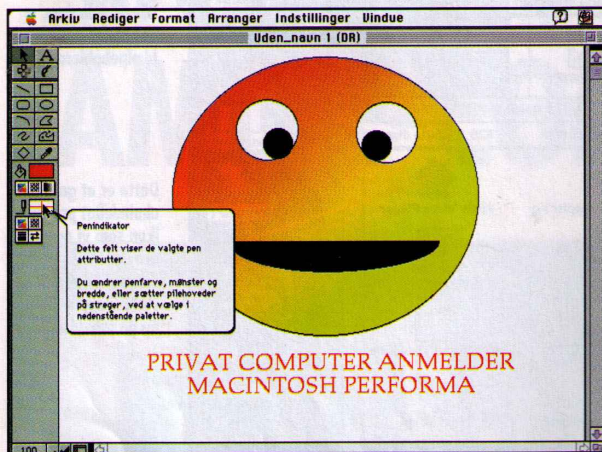 Arkiv Rediger Format Arranger Indstillinger Vindue
Uden_navn 1 (DR)
A
Penindikator
Dette felt viser de valgte pen
attributter.
Du ændrer penfarve, mønster og
bredde, eller sætter pilehoveder
på streger, ved at vælge i
nedenstående paletter.
PRIVAT COMPUTER ANMELDER
MACINTOSH PERFORMA
100